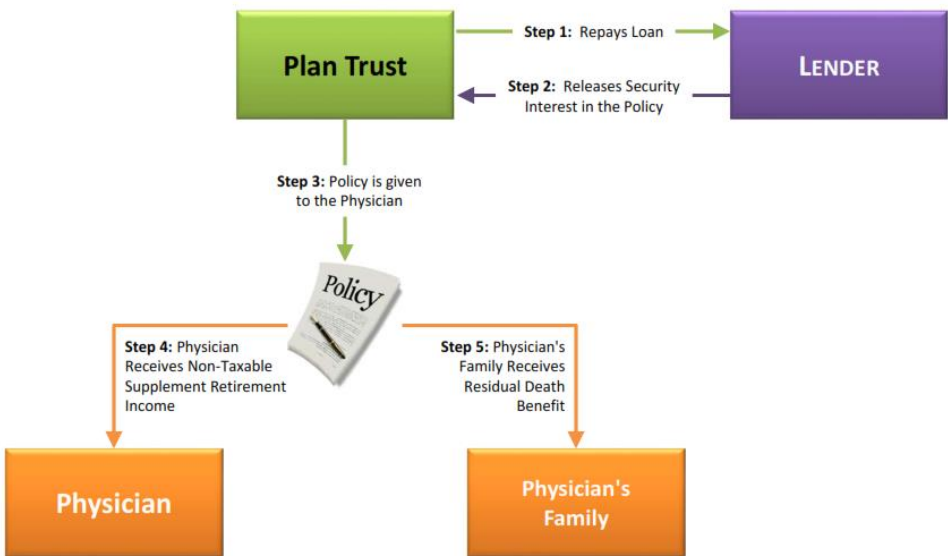 Plan Trust
Step 1: Repays Loan
LENDER
Step 2: Releases Security
Interest in the Policy
Step 3: Policy is given
to the Physician
Policy
Step 4: Physician
Receives Non-Taxable
Supplement Retirement
Income
Step 5: Physician's
Family Receives
Residual Death
Benefit
Physician
Physician's
Family